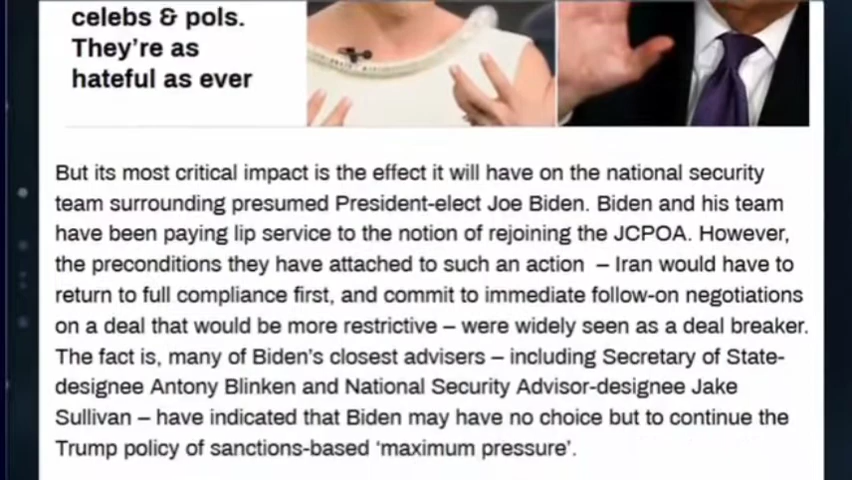 celebs & pols.
They're as
hateful as ever
But its most critical impact is the effect it will have on the national security
team surrounding presumed President-elect Joe Biden. Biden and his team
have been paying lip service to the notion of rejoining the JCPOA. However,
the preconditions they have attached to such an action – Iran would have to
return to full compliance first, and commit to immediate follow-on negotiations
on a deal that would be more restrictive – were widely seen as a deal breaker.
The fact is, many of Biden's closest advisers – including Secretary of State-
designee Antony Blinken and National Security Advisor-designee Jake
Sullivan – have indicated that Biden may have no choice but to continue the
Trump policy of sanctions-based ‘maximum pressure’.